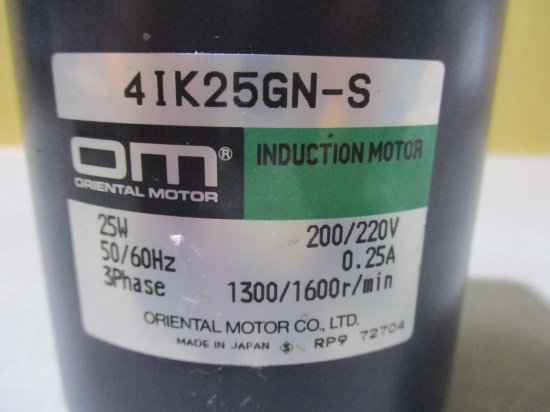 4IK25GN-S
OM®
ORIENTAL MOTOR
INDUCTION MOTOR
25W 200/220V
50/60Hz 0.25A
3Phase 1300/1600r/min
ORIENTAL MOTOR CO., LTD.
MADE IN JAPAN Ⓢ RP9 72704